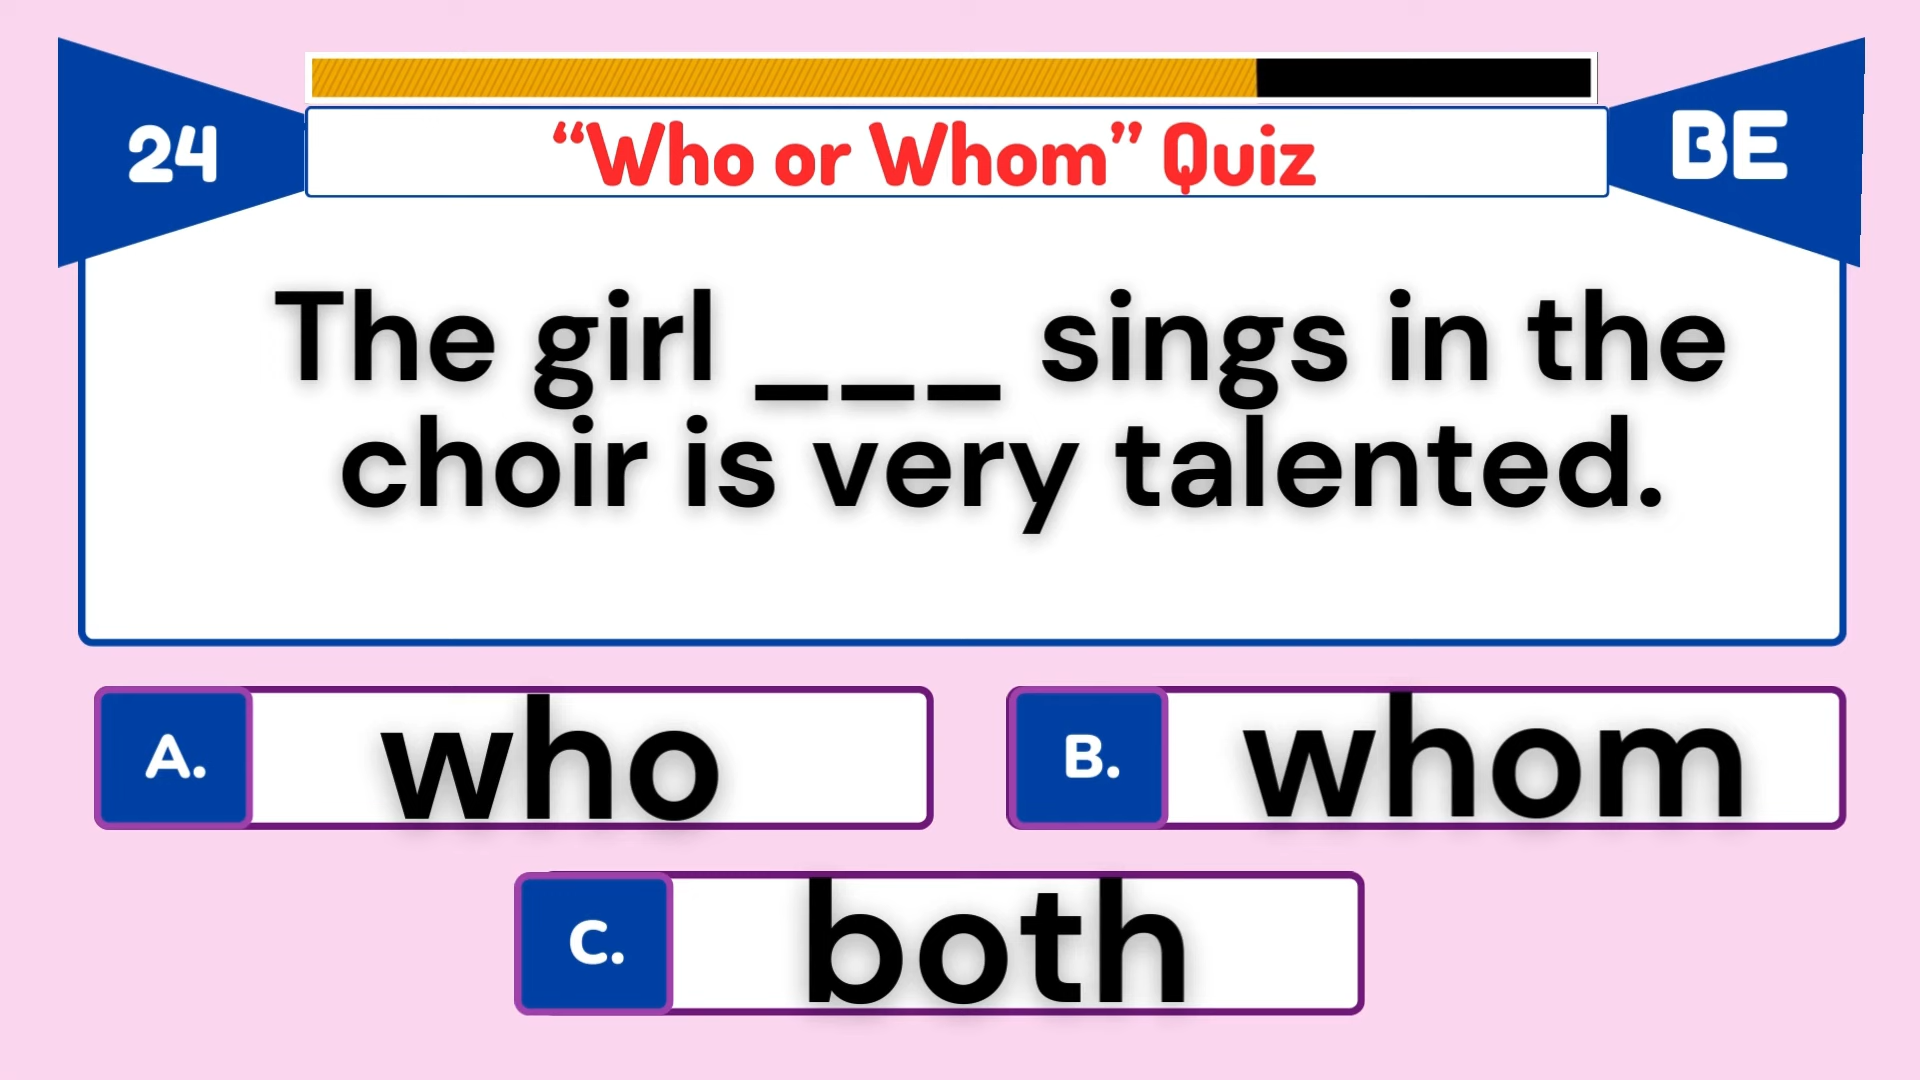 24
“Who or Whom” Quiz
BE
The girl ___ sings in the
choir is very talented.
A. who
B. whom
C. both